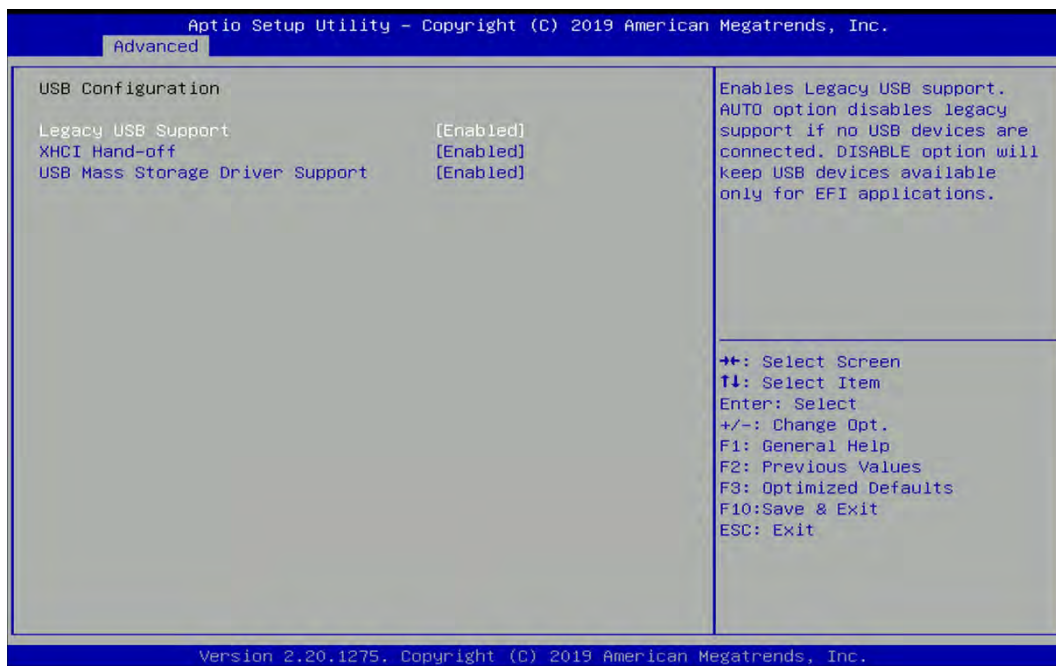 Aptio Setup Utility – Copyright (C) 2019 American Megatrends, Inc.
Advanced
USB Configuration
Legacy USB Support [Enabled]
XHCI Hand-off [Enabled]
USB Mass Storage Driver Support [Enabled]
Enables Legacy USB support.
AUTO option disables legacy
support if no USB devices are
connected. DISABLE option will
keep USB devices available
only for EFI applications.
→←: Select Screen
↑↓: Select Item
Enter: Select
+/-: Change Opt.
F1: General Help
F2: Previous Values
F3: Optimized Defaults
F10:Save & Exit
ESC: Exit
Version 2.20.1275. Copyright (C) 2019 American Megatrends, Inc.